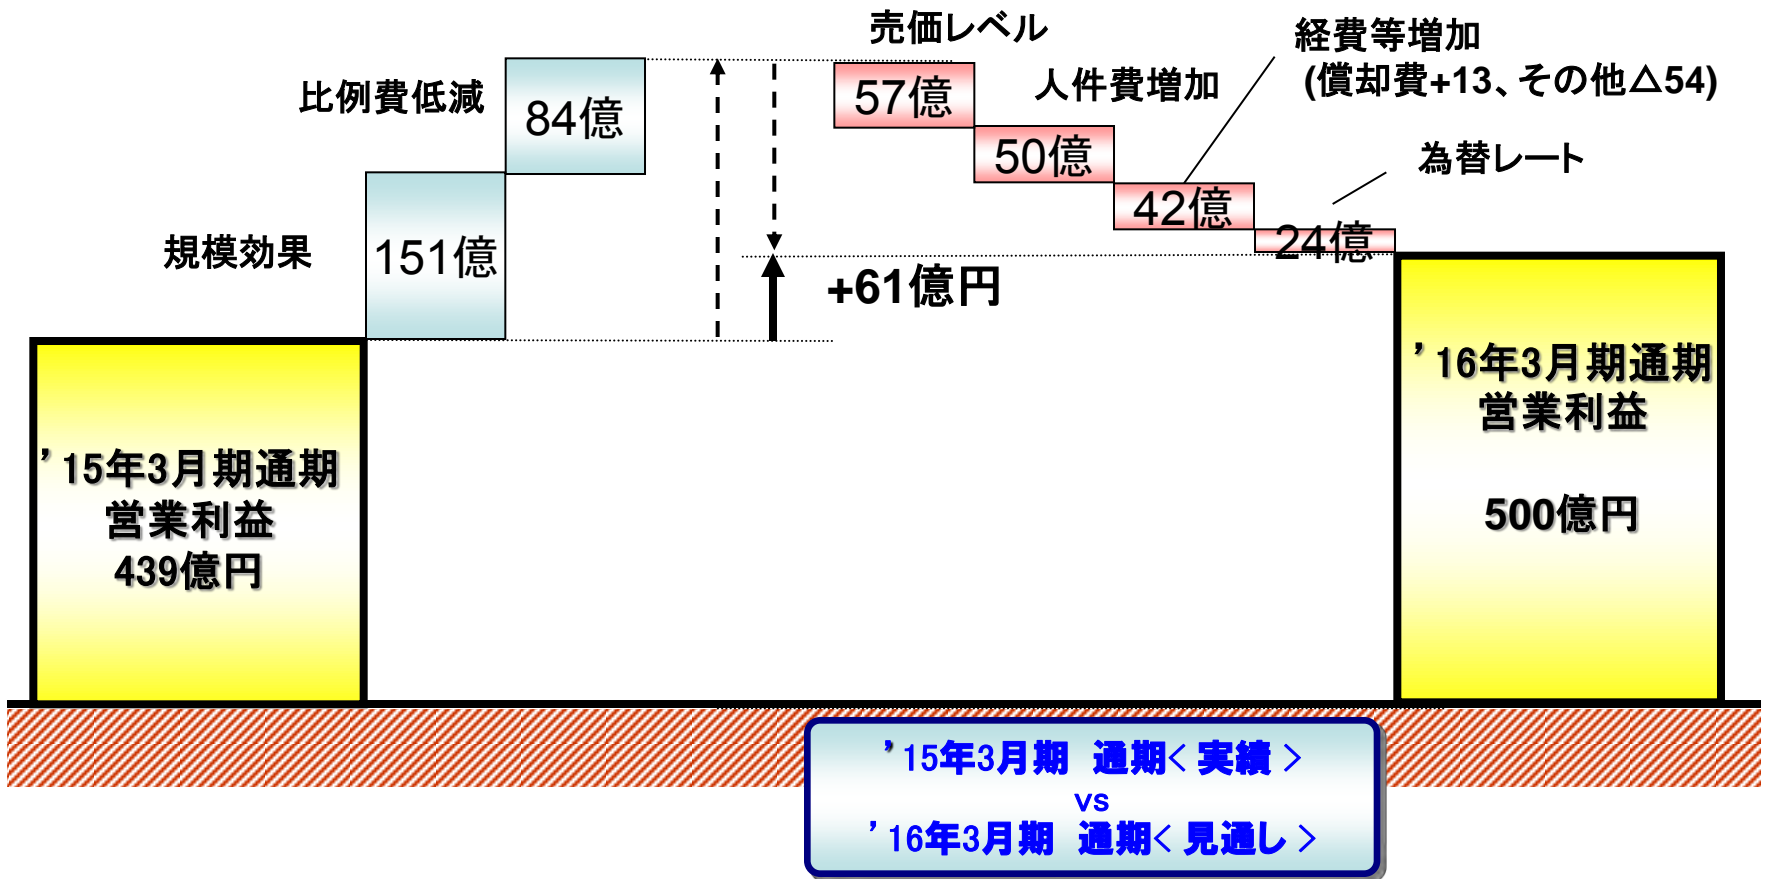 売価レベル
経費等増加
(償却費+13、その他△54)
比例費低減
84億
57億
人件費増加
50億
為替レート
42億
24億
規模効果
151億
+61億円
’15年3月期通期
営業利益
439億円
’16年3月期通期
営業利益
500億円
’15年3月期 通期<実績>
vs
’16年3月期 通期<見通し>